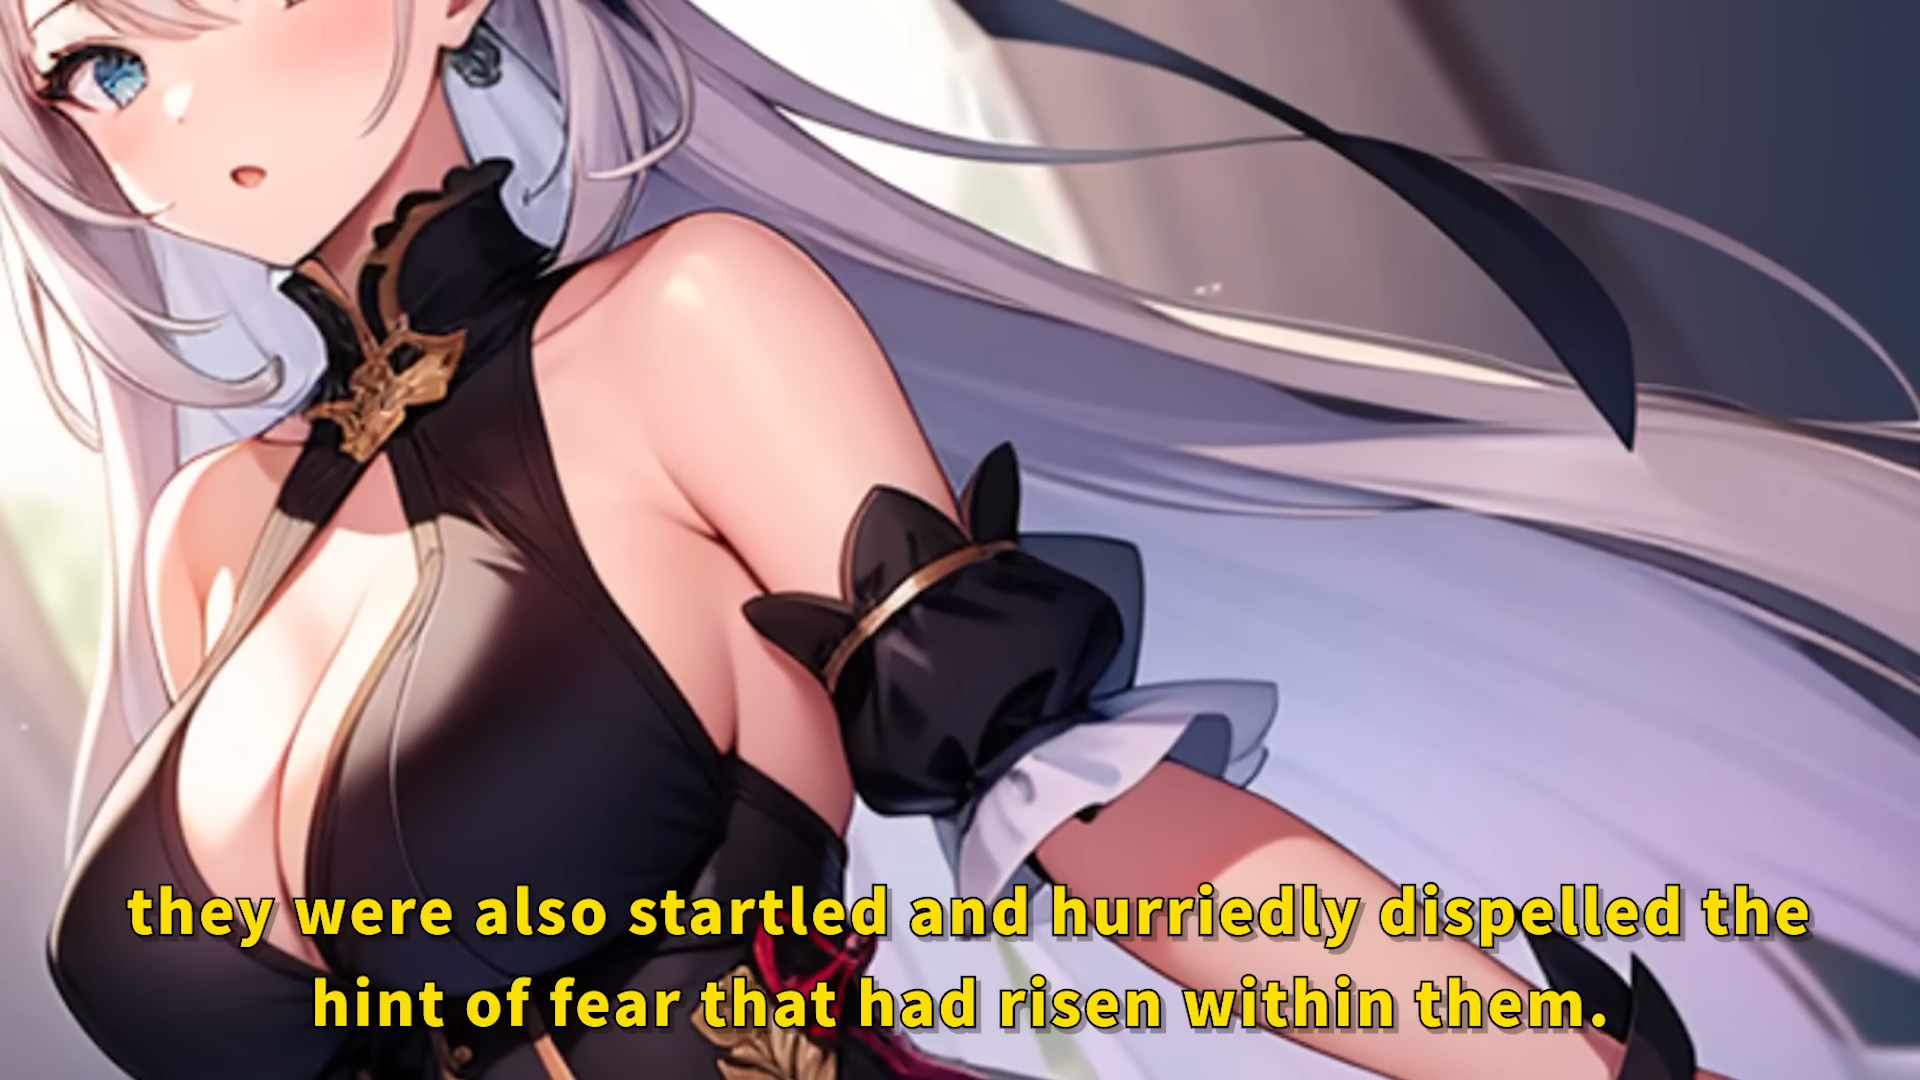 they were also startled and hurriedly dispelled the
hint of fear that had risen within them.